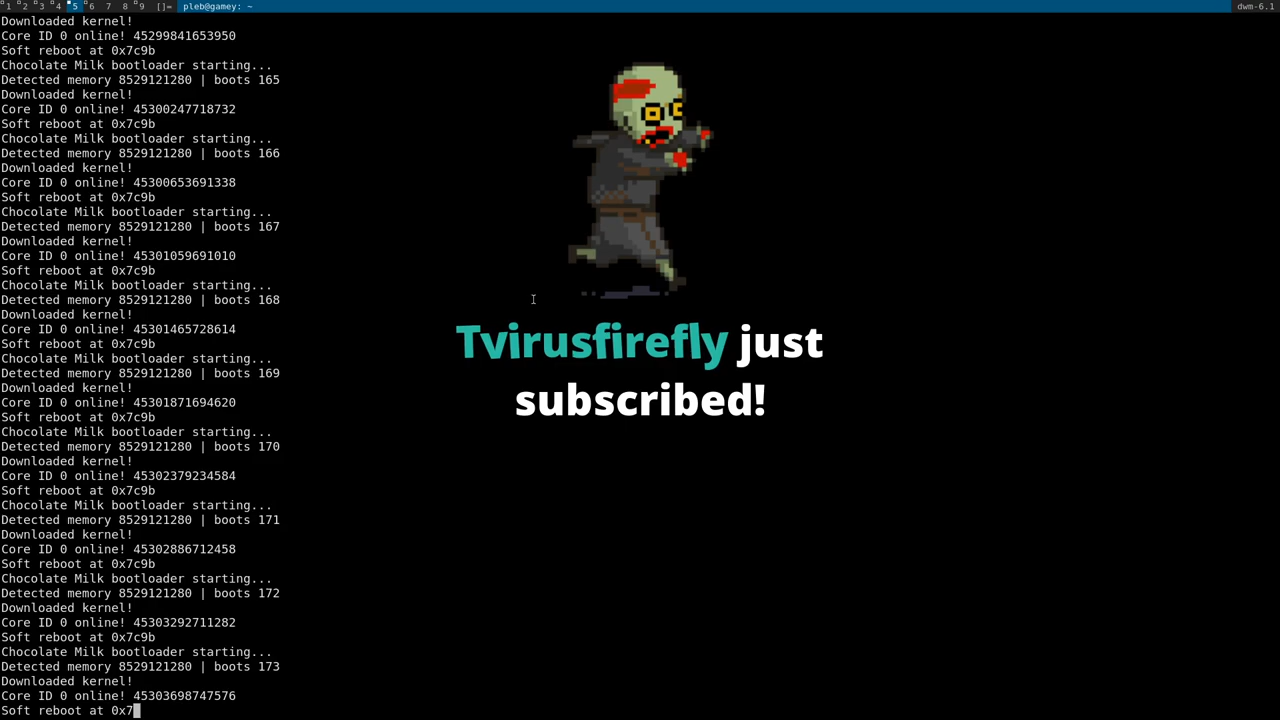 1 2 3 4 5 6 7 8 9 []= pleb@gamey: ~ dwm-6.1
Downloaded kernel!
Core ID 0 online! 45299841653950
Soft reboot at 0x7c9b
Chocolate Milk bootloader starting...
Detected memory 8529121280 | boots 165
Downloaded kernel!
Core ID 0 online! 45300247718732
Soft reboot at 0x7c9b
Chocolate Milk bootloader starting...
Detected memory 8529121280 | boots 166
Downloaded kernel!
Core ID 0 online! 45300653691338
Soft reboot at 0x7c9b
Chocolate Milk bootloader starting...
Detected memory 8529121280 | boots 167
Downloaded kernel!
Core ID 0 online! 45301059691010
Soft reboot at 0x7c9b
Chocolate Milk bootloader starting...
Detected memory 8529121280 | boots 168
Downloaded kernel!
Core ID 0 online! 45301465728614
Soft reboot at 0x7c9b
Chocolate Milk bootloader starting...
Detected memory 8529121280 | boots 169
Downloaded kernel!
Core ID 0 online! 45301871694620
Soft reboot at 0x7c9b
Chocolate Milk bootloader starting...
Detected memory 8529121280 | boots 170
Downloaded kernel!
Core ID 0 online! 45302379234584
Soft reboot at 0x7c9b
Chocolate Milk bootloader starting...
Detected memory 8529121280 | boots 171
Downloaded kernel!
Core ID 0 online! 45302886712458
Soft reboot at 0x7c9b
Chocolate Milk bootloader starting...
Detected memory 8529121280 | boots 172
Downloaded kernel!
Core ID 0 online! 45303292711282
Soft reboot at 0x7c9b
Chocolate Milk bootloader starting...
Detected memory 8529121280 | boots 173
Downloaded kernel!
Core ID 0 online! 45303698747576
Soft reboot at 0x7
Tvirusfirefly just
subscribed!